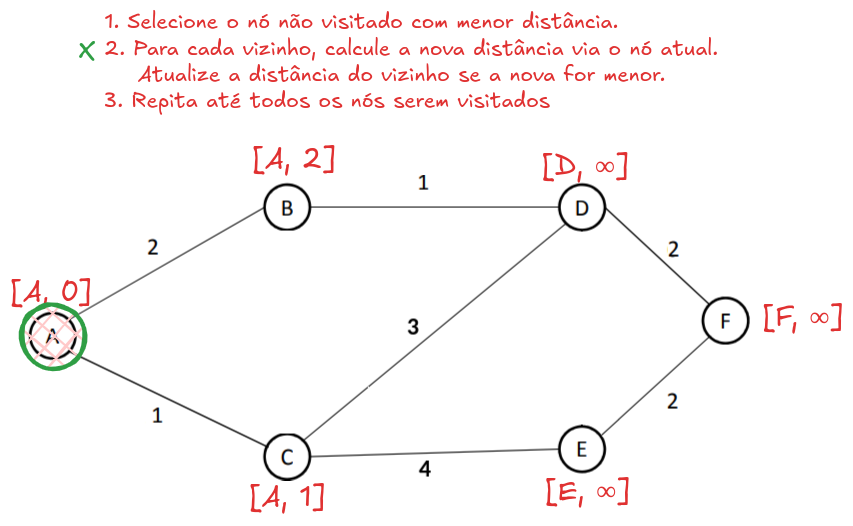 1. Selecione o nó não visitado com menor distância.
x 2. Para cada vizinho, calcule a nova distância via o nó atual.
Atualize a distância do vizinho se a nova for menor.
3. Repita até todos os nós serem visitados
[A, 2]
[D, ∞]
1
B
D
2
2
[A, 0]
A
3
F
[F, ∞]
1
2
C
E
4
[A, 1]
[E, ∞]